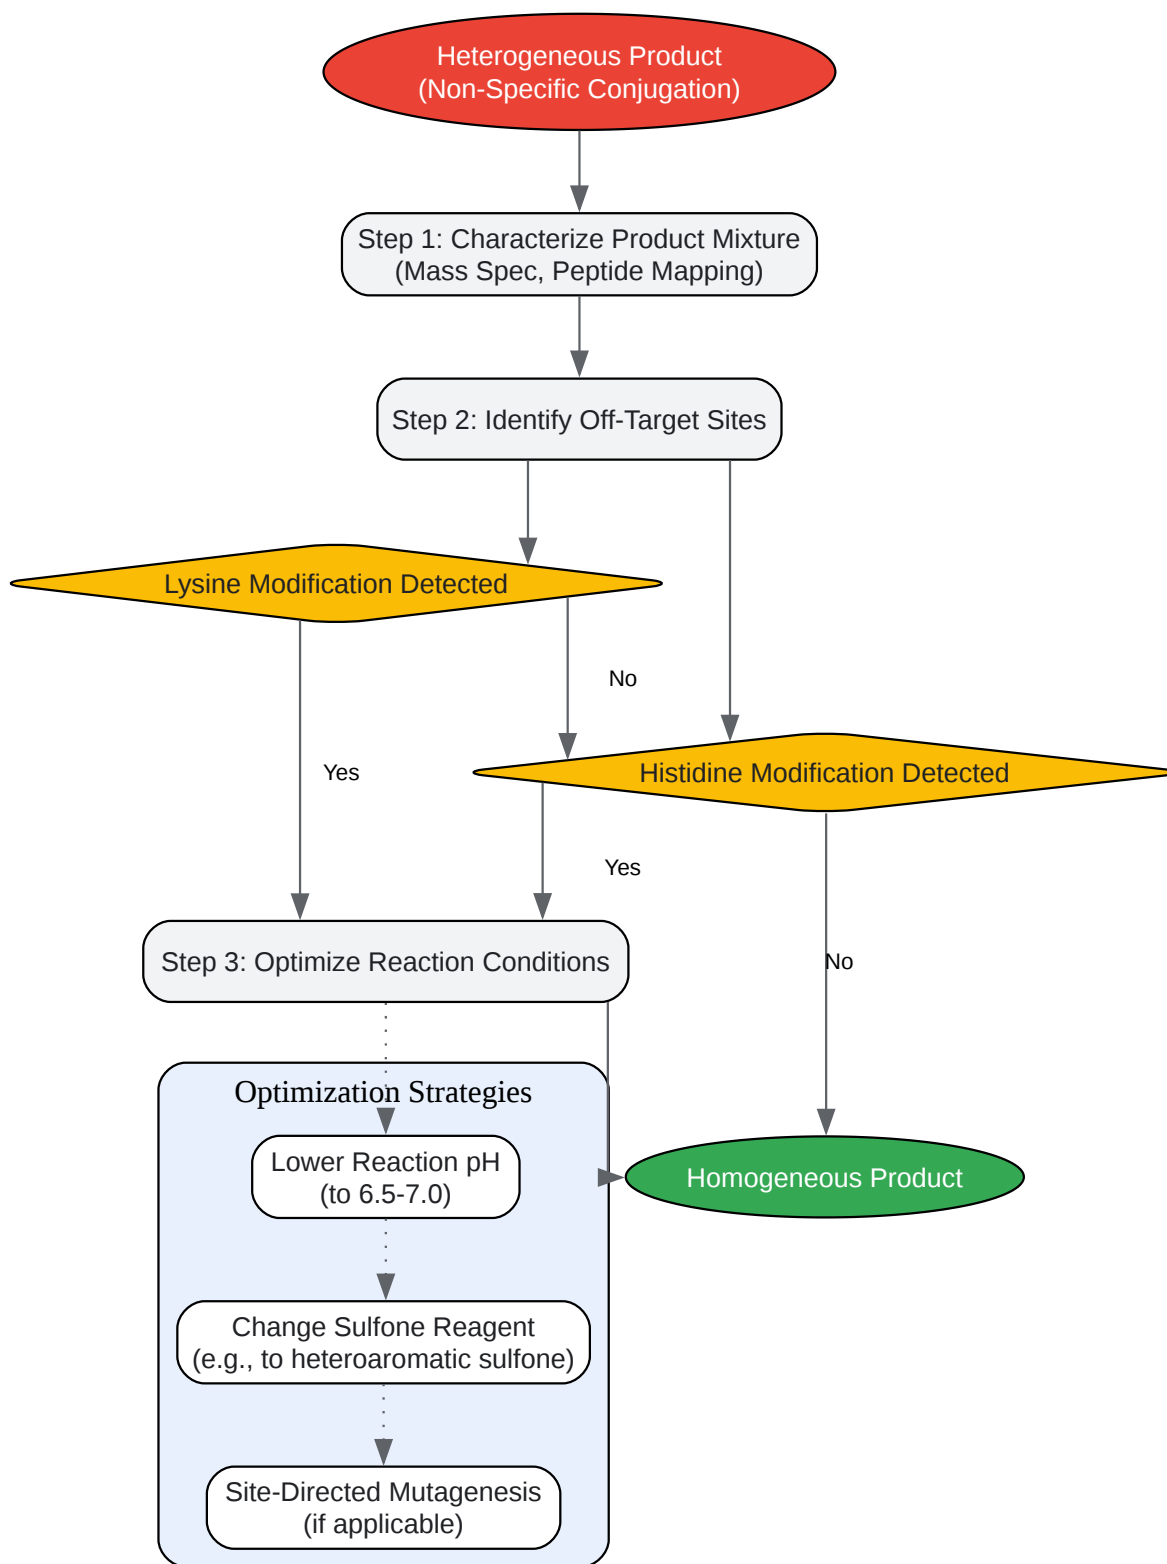 Heterogeneous Product
(Non-Specific Conjugation)
Step 1: Characterize Product Mixture
(Mass Spec, Peptide Mapping)
Step 2: Identify Off-Target Sites
Lysine Modification Detected
No
Yes
Histidine Modification Detected
Yes
Step 3: Optimize Reaction Conditions
No
Optimization Strategies
Lower Reaction pH
(to 6.5-7.0)
Homogeneous Product
Change Sulfone Reagent
(e.g., to heteroaromatic sulfone)
Site-Directed Mutagenesis
(if applicable)